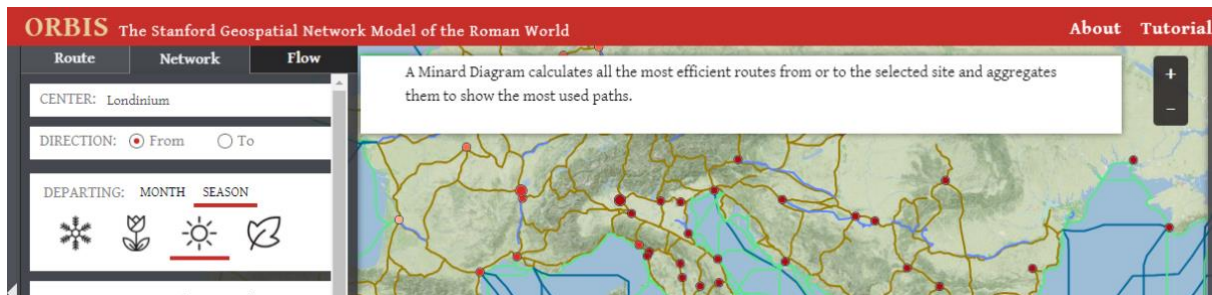 ORBIS The Stanford Geospatial Network Model of the Roman World
About Tutorial
Route Network Flow
A Minard Diagram calculates all the most efficient routes from or to the selected site and aggregates
them to show the most used paths.
+
−
CENTER: Londinium
DIRECTION: From To
DEPARTING: MONTH SEASON